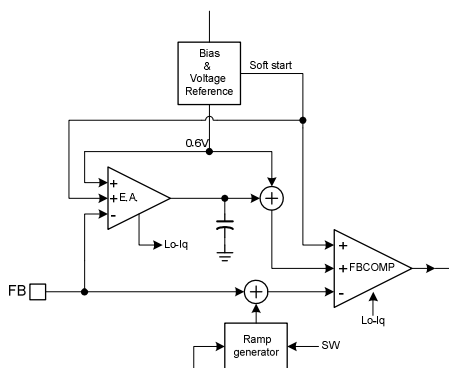 Bias
&
Voltage
Reference
Soft start
0.6V
+
+ E.A.
-
+
Lo-Iq
+
+ FBCOMP
-
FB
+
Lo-Iq
Ramp
generator
SW